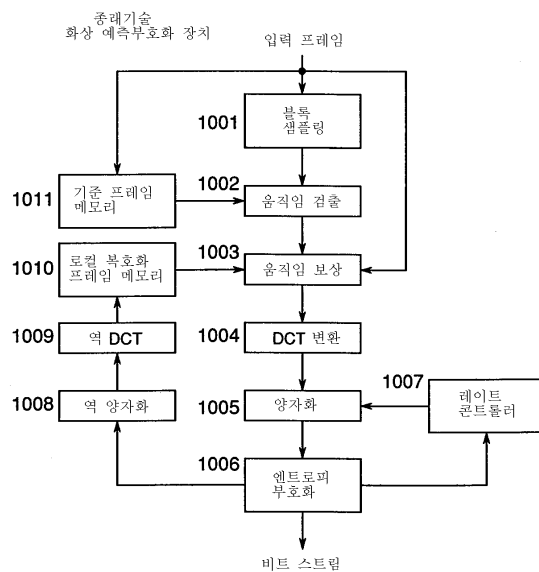 종래기술
화상 예측부호화 장치
입력 프레임
1001
블록
샘플링
1002
움직임 검출
1011
기준 프레임
메모리
1003
움직임 보상
1010
로컬 복호화
프레임 메모리
1009
역 DCT
1004
DCT 변환
1007
레이트
콘트롤러
1008
역 양자화
1005
양자화
1006
엔트로피
부호화
비트 스트림